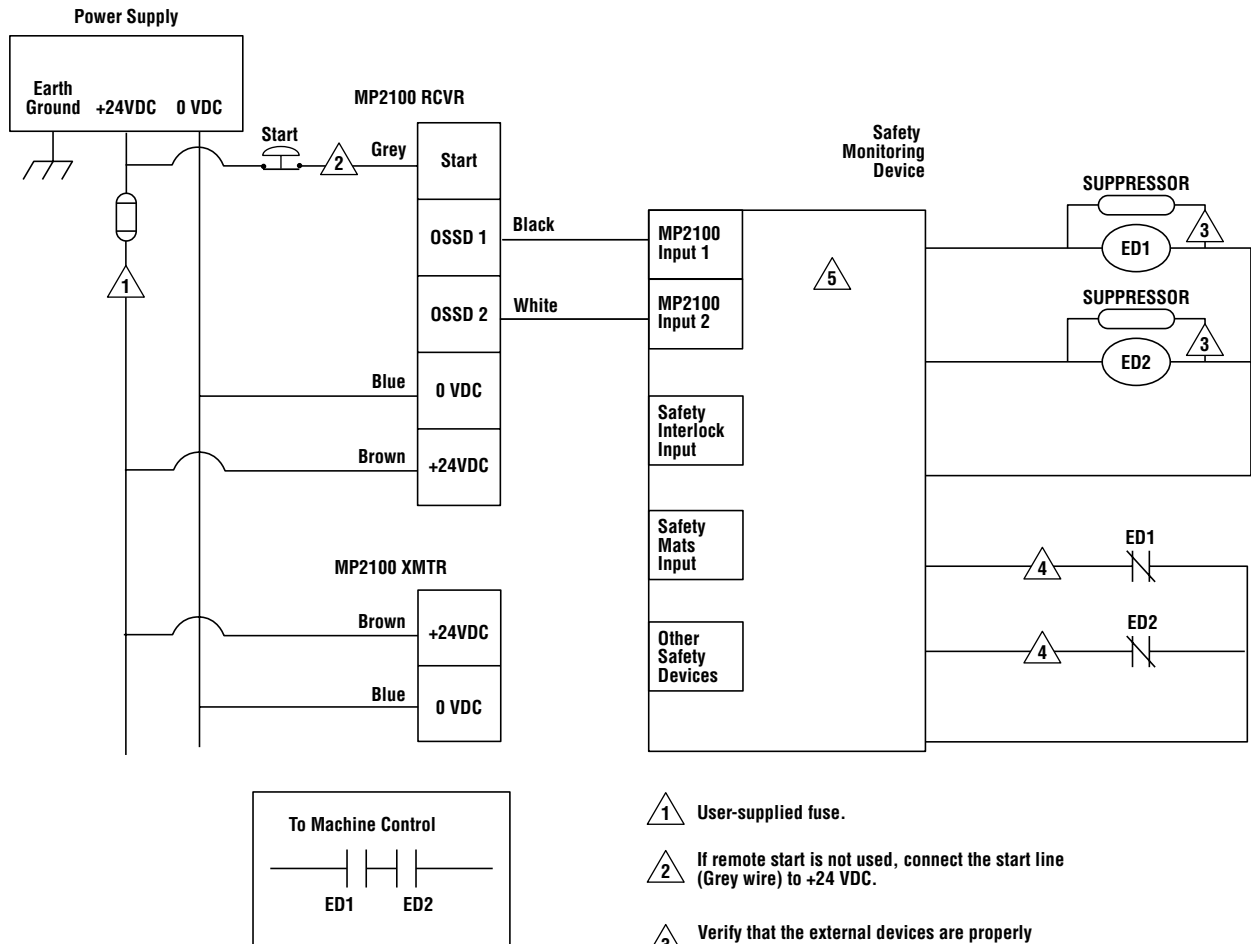 Power Supply
Earth
Ground +24VDC 0 VDC
MP2100 RCVR
Start
2
Grey
Start
OSSD 1
Black
OSSD 2
White
Blue
0 VDC
Brown
+24VDC
1
MP2100 XMTR
Brown
+24VDC
Blue
0 VDC
Safety
Monitoring
Device
MP2100
Input 1
MP2100
Input 2
5
Safety
Interlock
Input
Safety
Mats
Input
Other
Safety
Devices
SUPPRESSOR
3
ED1
SUPPRESSOR
3
ED2
ED1
4
ED2
4
To Machine Control
ED1 ED2
1 User-supplied fuse.
2 If remote start is not used, connect the start line
(Grey wire) to +24 VDC.
3 Verify that the external devices are properly